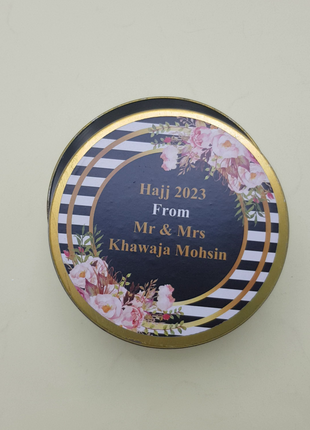 Hajj 2023
From
Mr & Mrs
Khawaja Mohsin